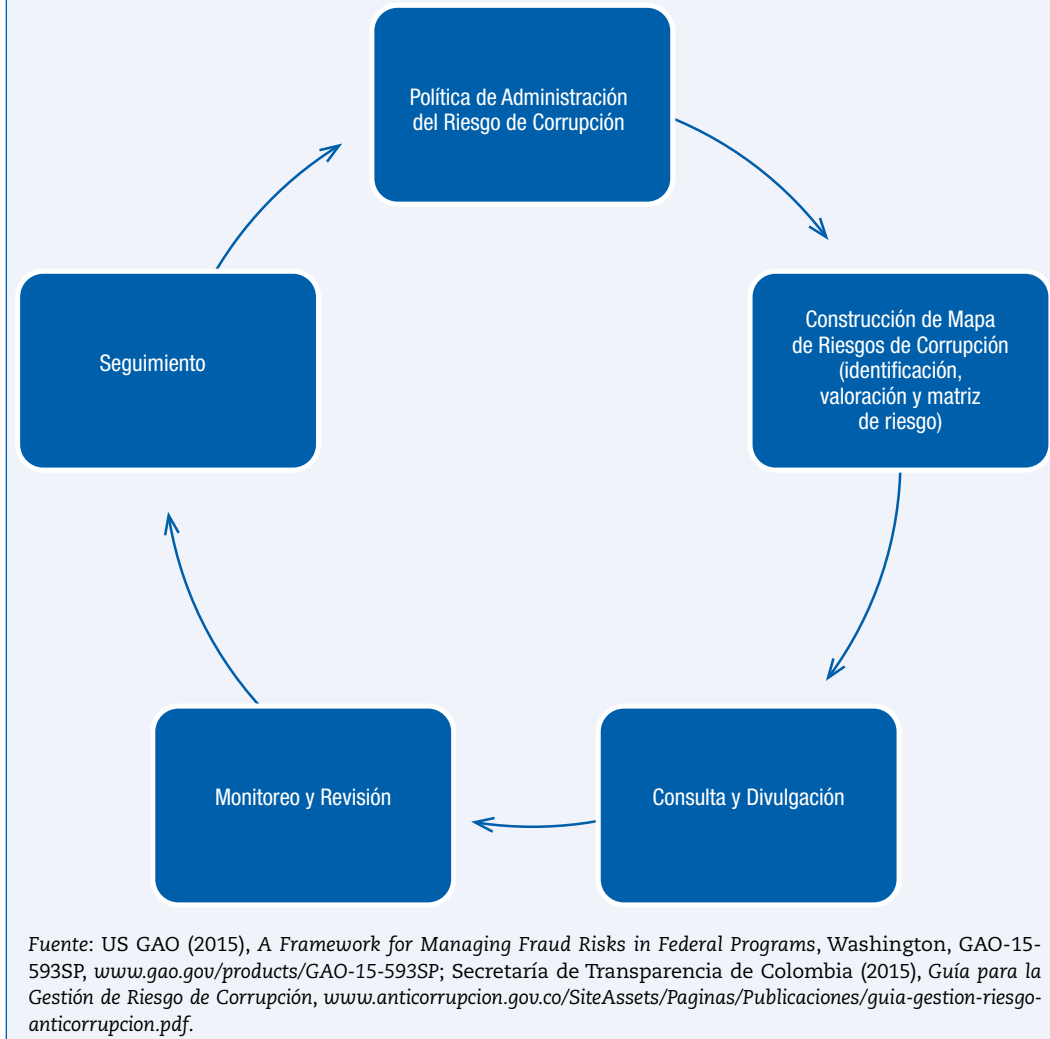 Política de Administración
del Riesgo de Corrupción
Construcción de Mapa
de Riesgos de Corrupción
(identificación,
valoración y matriz
de riesgo)
Consulta y Divulgación
Monitoreo y Revisión
Seguimiento
Fuente: US GAO (2015), A Framework for Managing Fraud Risks in Federal Programs, Washington, GAO-15-
593SP, www.gao.gov/products/GAO-15-593SP; Secretaría de Transparencia de Colombia (2015), Guía para la
Gestión de Riesgo de Corrupción, www.anticorrupcion.gov.co/SiteAssets/Paginas/Publicaciones/guia-gestion-riesgo-
anticorrupcion.pdf.